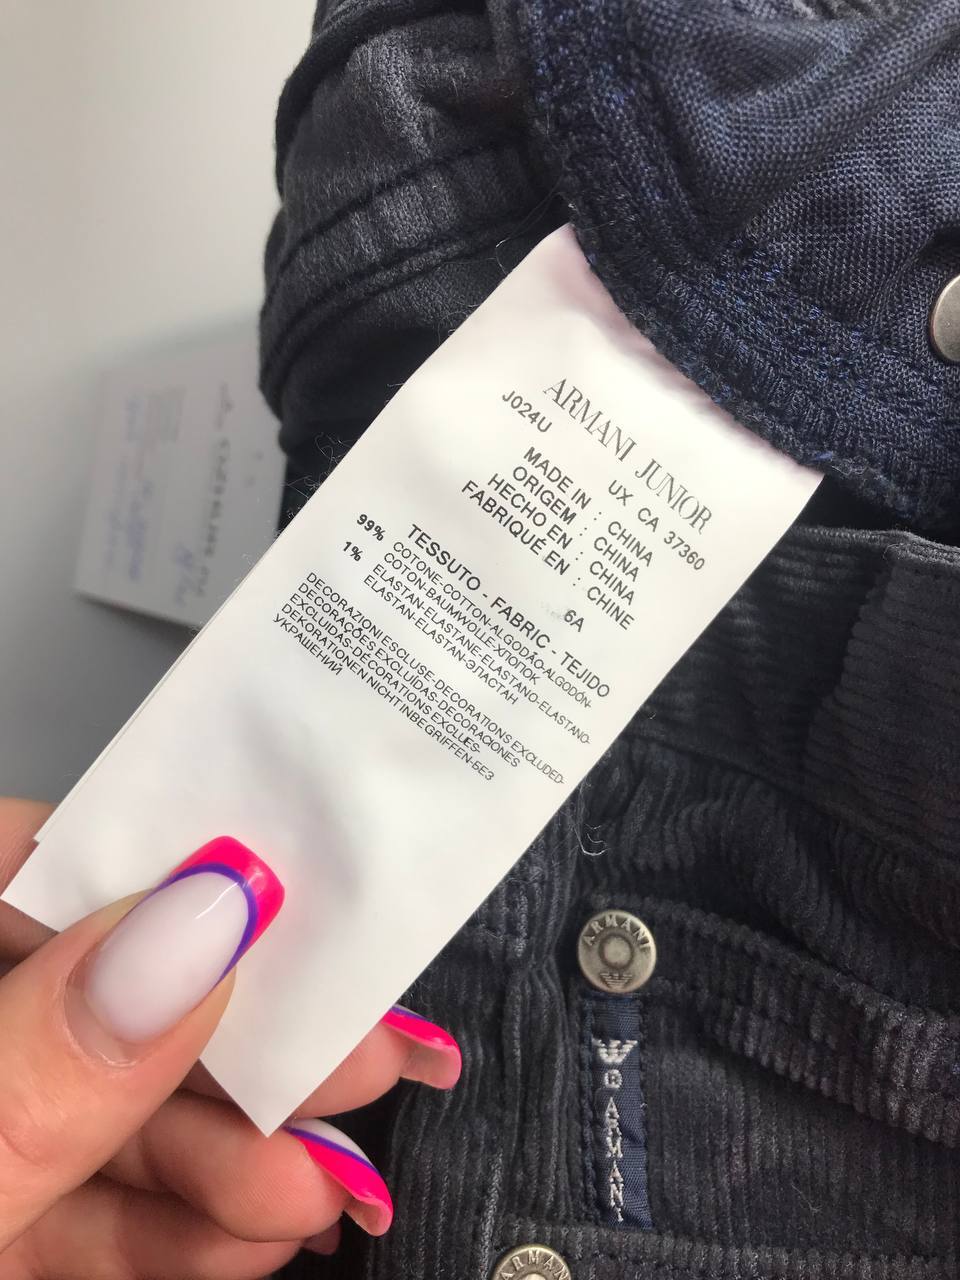 ARMANI JUNIOR
J024U UX CA 37360
MADE IN : CHINA
ORIGEM : CHINA
HECHO EN : CHINA
FABRIQUÉ EN : CHINE
6A
TESSUTO - FABRIC - TEJIDO
99% COTONE-COTTON-ALGODÃO-ALGODÓN-
COTON-BAUMWOLLE-ХЛОПОК
1% ELASTAN-ELASTANE-ELASTANO-ELASTANO-
ELASTAN-ELASTAN-ЭЛАСТАН
DECORAZIONI ESCLUSE-DECORATIONS EXCLUDED-
DECORAÇÕES EXCLUÍDAS-DECORACIONES
EXCLUIDAS-DÉCORATIONS EXCLUES-
DEKORATIONEN NICHT INBEGRIFFEN-БЕЗ
УКРАШЕНИЙ
ARMANI
R ARMANI
ARMANI